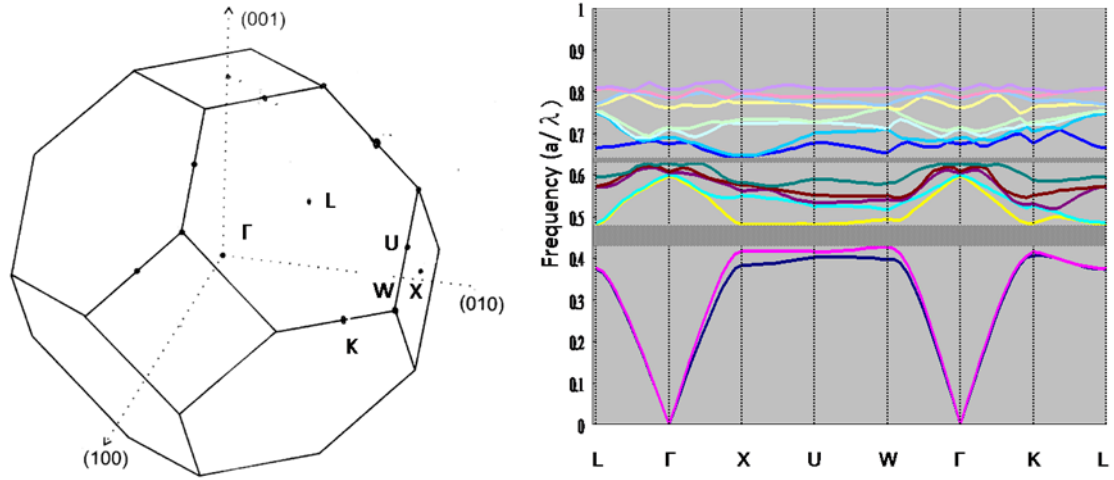 (001)
L
Γ
U
W
X
(010)
K
(100)
Frequency (a/λ)
1
0.9
0.8
0.7
0.6
0.5
0.4
0.3
0.2
0.1
0
L Γ X U W Γ K L